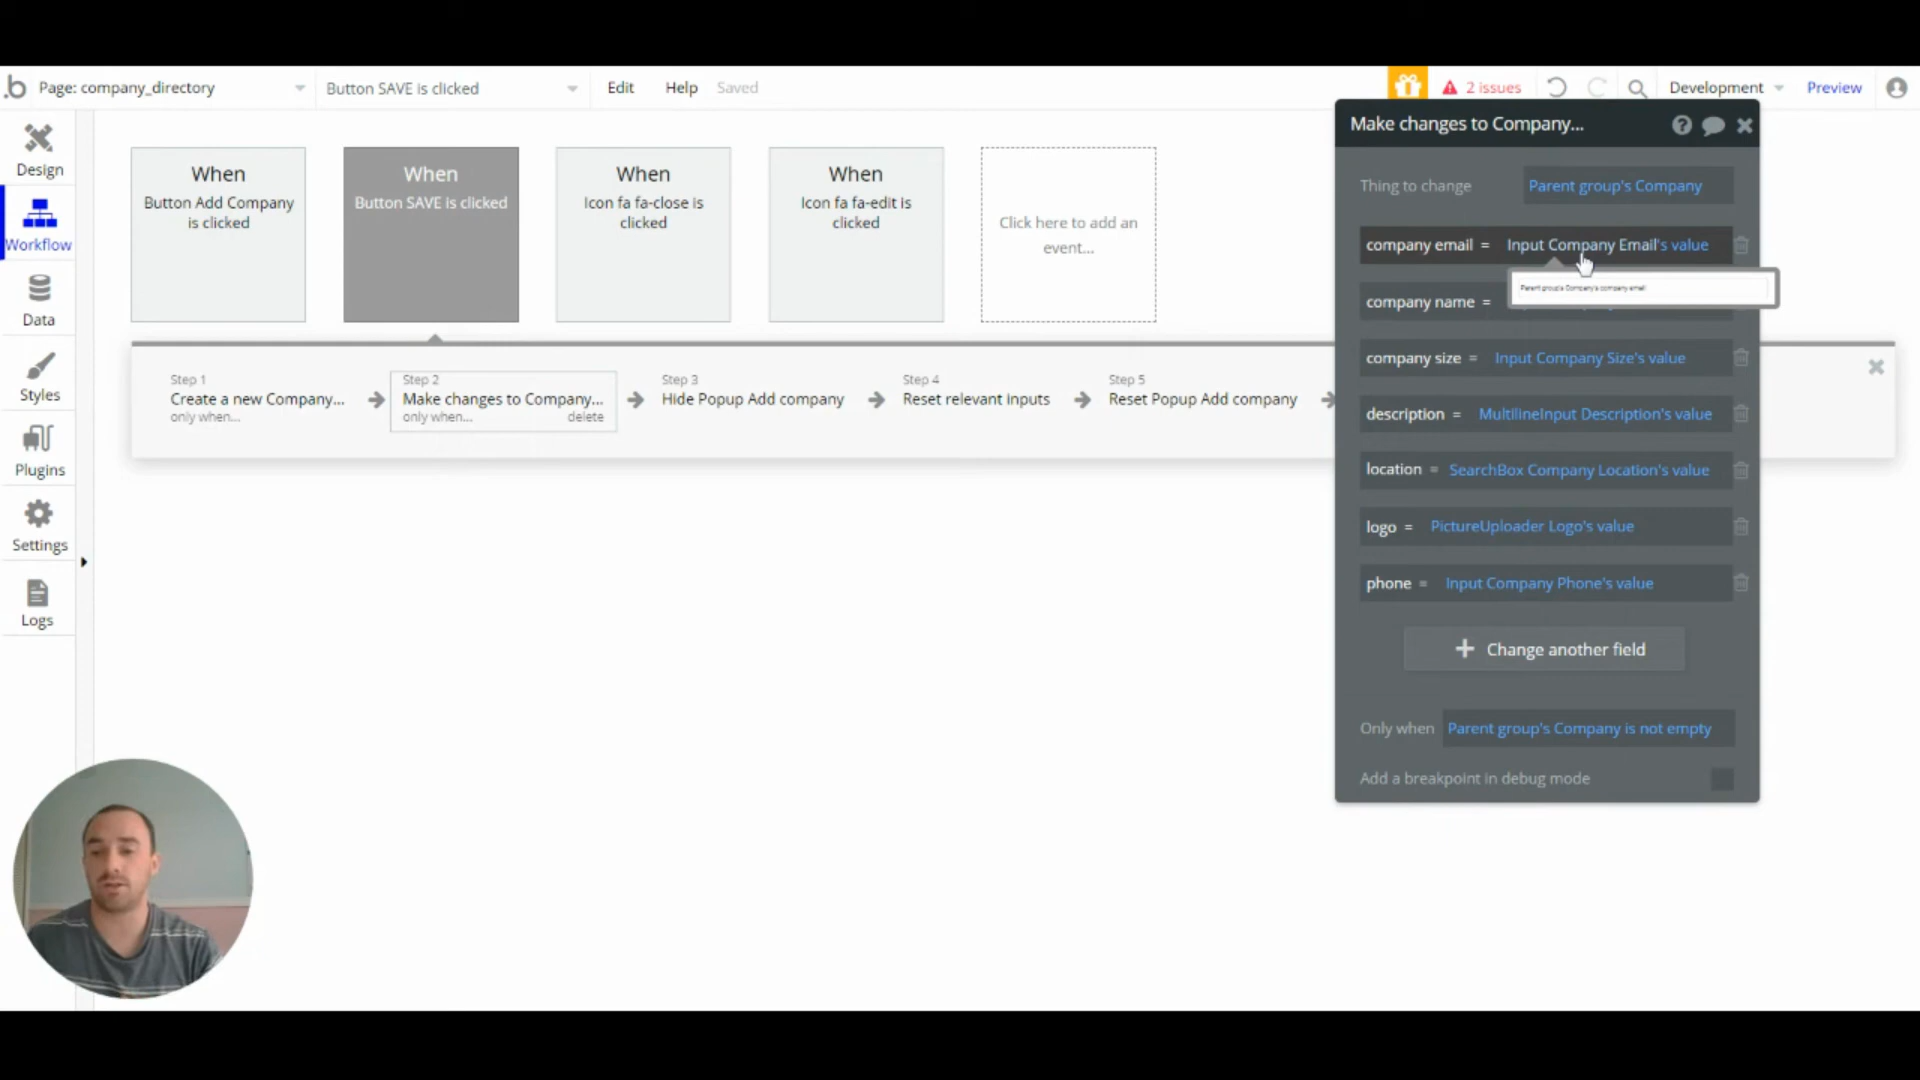 .b Page: company_directory Button SAVE is clicked Edit Help Saved 2 issues Development Preview
Design
Workflow
Data
Styles
Plugins
Settings
Logs
When
Button Add Company
is clicked
When
Button SAVE is clicked
When
Icon fa fa-close is
clicked
When
Icon fa fa-edit is
clicked
Click here to add an
event...
Step 1
Create a new Company...
only when...
Step 2
Make changes to Company...
only when... delete
Step 3
Hide Popup Add company
Step 4
Reset relevant inputs
Step 5
Reset Popup Add company
Make changes to Company...
Thing to change Parent group's Company
company email = Input Company Email's value
Parent group's Company's company email
company name =
company size = Input Company Size's value
description = MultilineInput Description's value
location = SearchBox Company Location's value
logo = PictureUploader Logo's value
phone = Input Company Phone's value
+ Change another field
Only when Parent group's Company is not empty
Add a breakpoint in debug mode